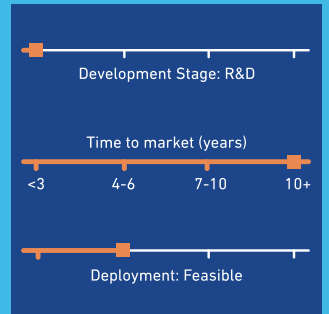 Development Stage: R&D
Time to market (years)
<3 4-6 7-10 10+
Deployment: Feasible